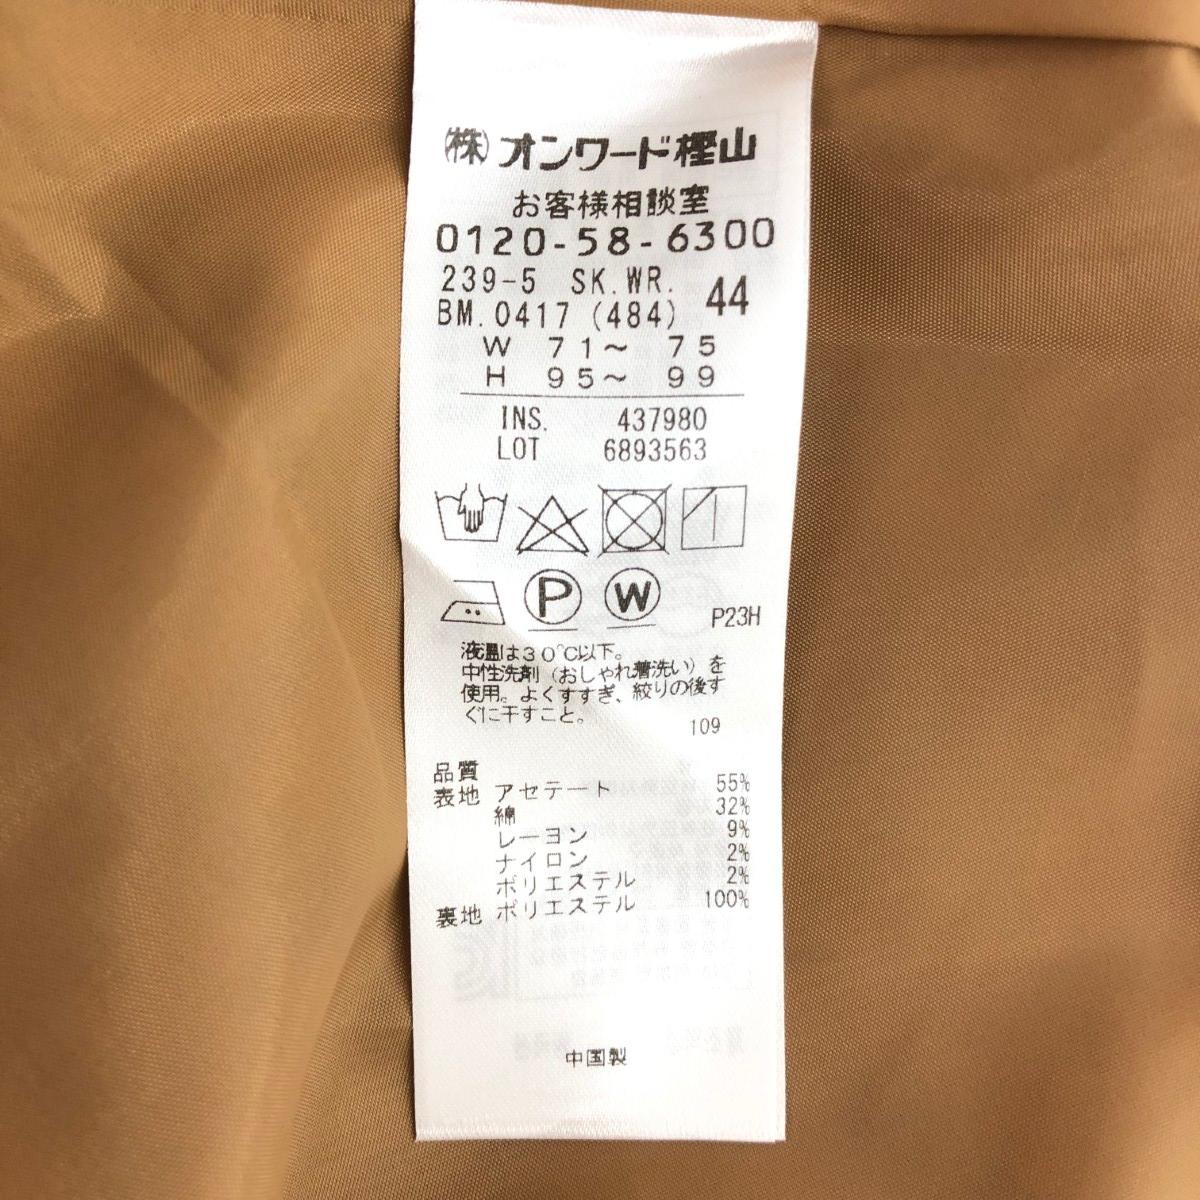 ㈱オンワード樫山
お客様相談室
0120-58-6300
239-5 SK.WR. 44
BM.0417 (484)
W 71〜 75
H 95〜 99
INS. 437980
LOT 6893563
P W P23H
液温は30℃以下。
中性洗剤(おしゃれ着洗い)を
使用。よくすすぎ、絞りの後す
ぐに干すこと。
109
品質
表地 アセテート 55%
綿 32%
レーヨン 9%
ナイロン 2%
ポリエステル 2%
裏地 ポリエステル 100%
中国製